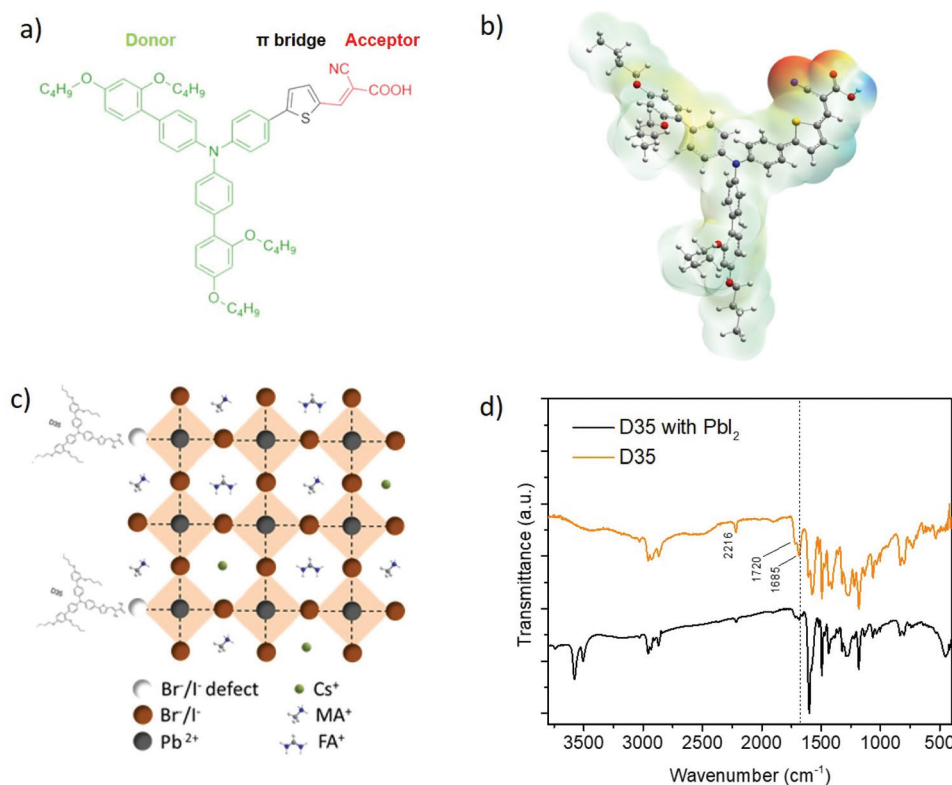 a)
Donor
π bridge
Acceptor
C₄H₉
O
OC₄H₉
NC
COOH
S
N
O
C₄H₉
O
C₄H₉
b)
c)
D35
D35
Br⁻/I⁻ defect
Cs⁺
Br⁻/I⁻
MA⁺
Pb²⁺
FA⁺
d)
D35 with PbI₂
D35
2216
1720
1685
Transmittance (a.u.)
3500 3000 2500 2000 1500 1000 500
Wavenumber (cm⁻¹)